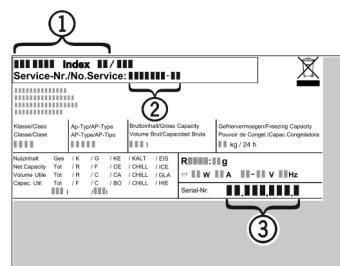 1
Index /
Service-Nr./No.Service: -
2
Klasse/Class
Classe/Clase
Ap-Typ/AP-Type
AP-Type/AP-Tipo
Bruttoinhalt/Gross Capacity
Volume Brut/Capacidad Bruta
l
Gefriervermoegen/Freezing Capacity
Pouvoir de Congel./Capac.Congeladora
kg / 24 h
Nutzinhalt Ges / K / G / KE / KALT / EIS
Net.Capacity Tot / R / F / CE / CHILL / ICE
Volume Utile Tot / R / C / CA / CHILL / GLA
Capac. Util Tot / F / C / BO / CHILL / HIE
l / l
R : g
W A - V Hz
Serial-Nr. . . .
3